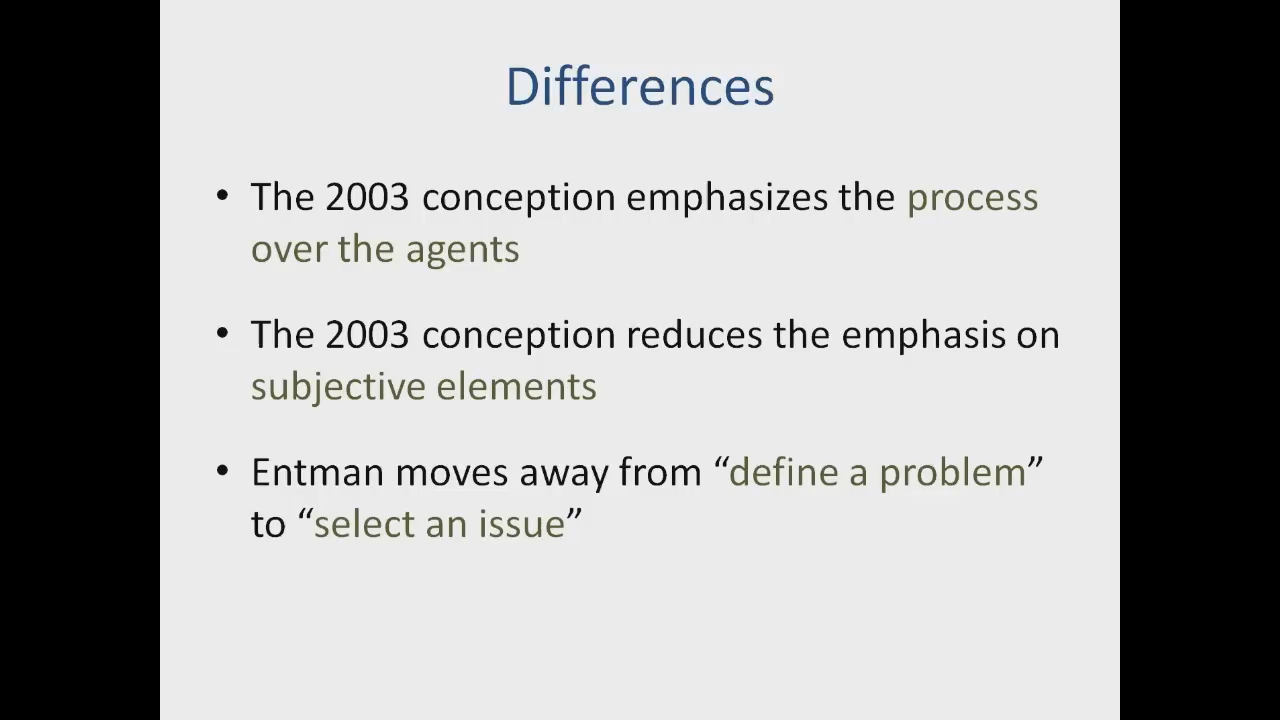 Differences
• The 2003 conception emphasizes the process
over the agents
• The 2003 conception reduces the emphasis on
subjective elements
• Entman moves away from “define a problem”
to “select an issue”